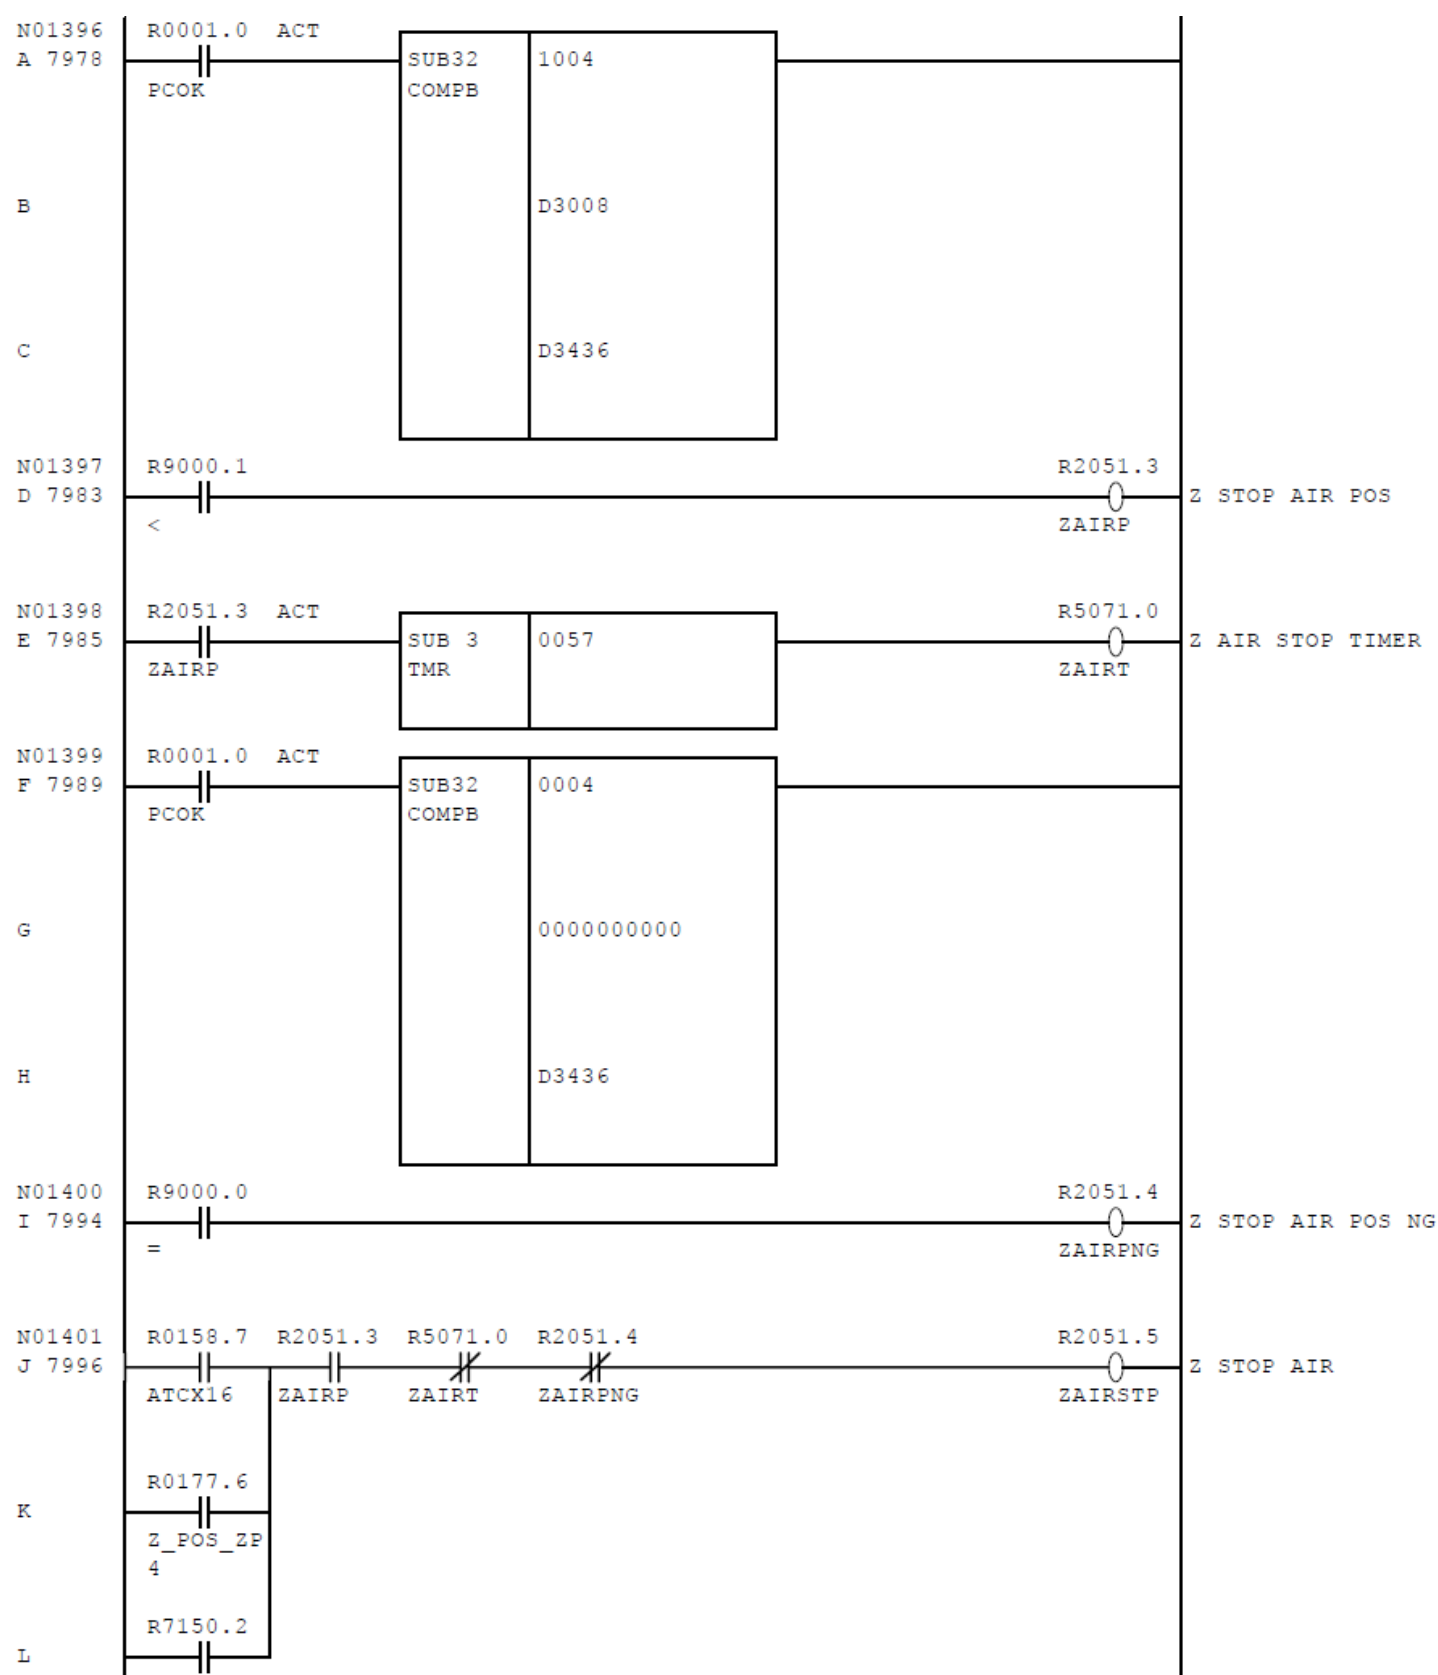 N01396 R0001.0 ACT
A 7978 SUB32 1004
PCOK COMPB
B D3008
C D3436
N01397 R9000.1 R2051.3
D 7983 Z STOP AIR POS
< ZAIRP
N01398 R2051.3 ACT R5071.0
E 7985 SUB 3 0057 Z AIR STOP TIMER
ZAIRP TMR ZAIRT
N01399 R0001.0 ACT
F 7989 SUB32 0004
PCOK COMPB
G 0000000000
H D3436
N01400 R9000.0 R2051.4
I 7994 Z STOP AIR POS NG
= ZAIRPNG
N01401 R0158.7 R2051.3 R5071.0 R2051.4 R2051.5
J 7996 Z STOP AIR
ATCX16 ZAIRP ZAIRT ZAIRPNG ZAIRSTP
R0177.6
K
Z_POS_ZP
4
R7150.2
L